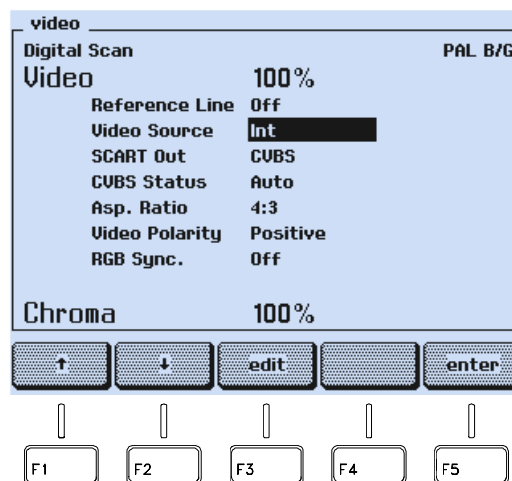 video
Digital Scan PAL B/G
Video 100%
Reference Line Off
Video Source Int
SCART Out CVBS
CVBS Status Auto
Asp. Ratio 4:3
Video Polarity Positive
RGB Sync. Off
Chroma 100%
↑ ↓ edit enter
F1 F2 F3 F4 F5